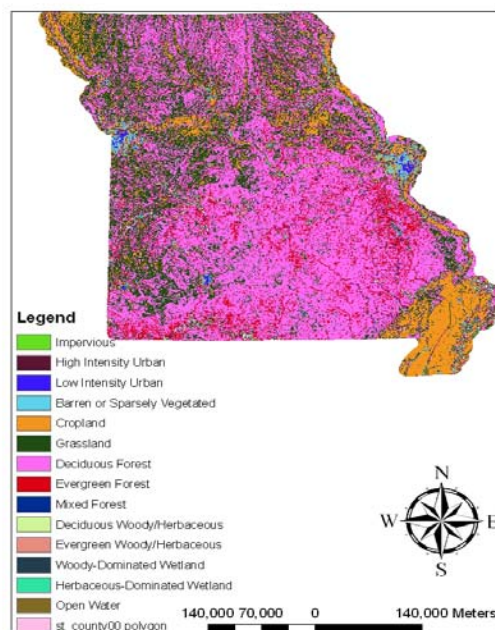 Legend
Impervious
High Intensity Urban
Low Intensity Urban
Barren or Sparsely Vegetated
Cropland
Grassland
Deciduous Forest
Evergreen Forest
Mixed Forest
Deciduous Woody/Herbaceous
Evergreen Woody/Herbaceous
Woody-Dominated Wetland
Herbaceous-Dominated Wetland
Open Water
st_county00 polygon
N
W E
S
140,000 70,000 0 140,000 Meters